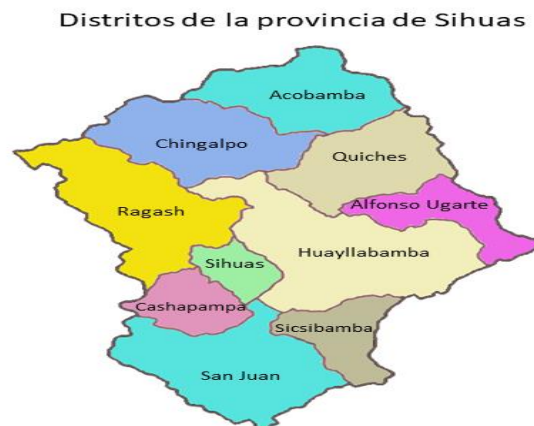 Distritos de la provincia de Sihuas
Acobamba
Chingalpo
Quiches
Ragash
Alfonso Ugarte
Huayllabamba
Sihuas
Cashapampa
Sicsibamba
San Juan